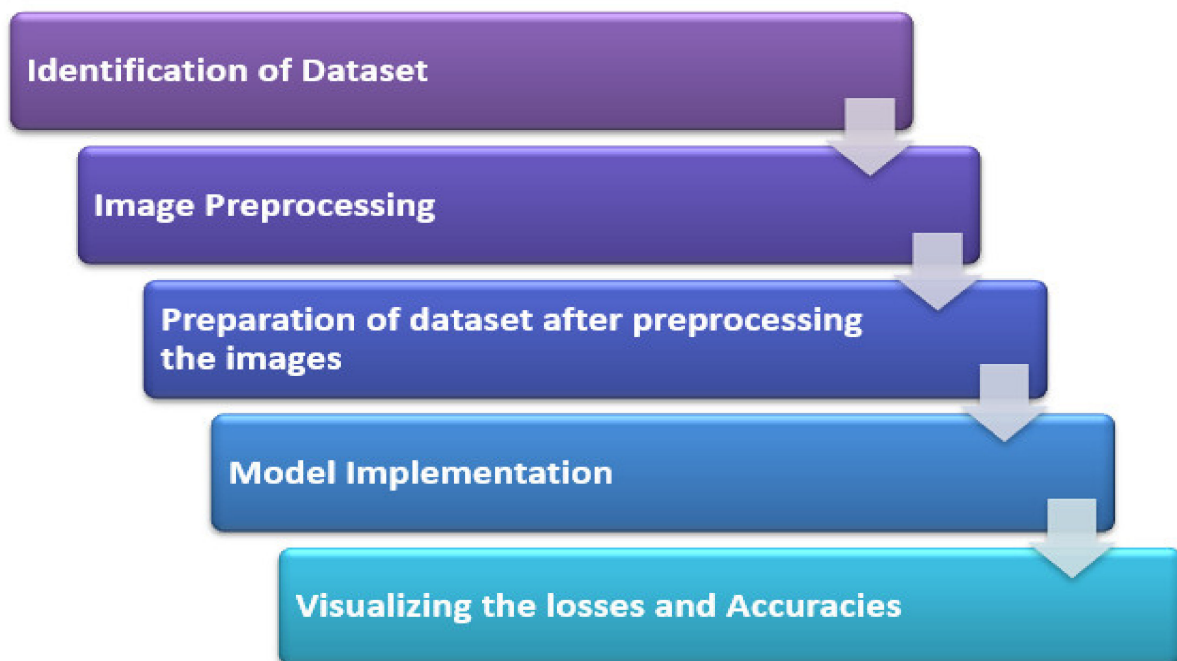 Identification of Dataset
Image Preprocessing
Preparation of dataset after preprocessing
the images
Model Implementation
Visualizing the losses and Accuracies